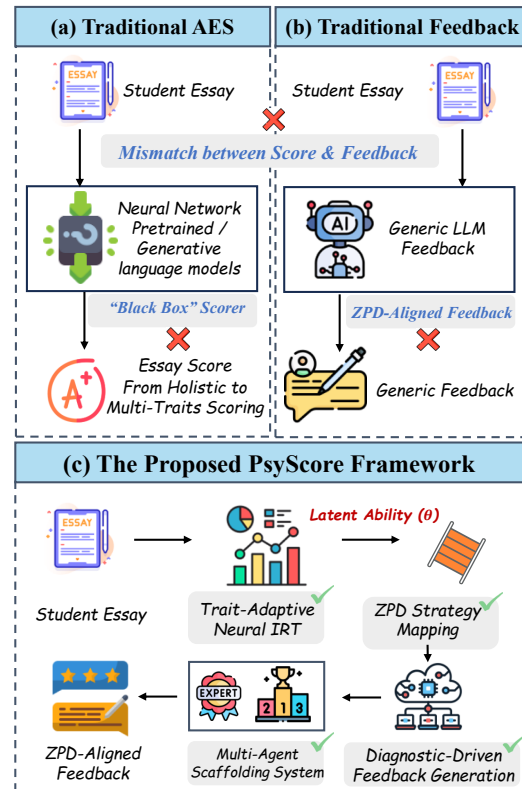 (a) Traditional AES
(b) Traditional Feedback
ESSAY
Student Essay
Student Essay
ESSAY
Mismatch between Score & Feedback
Neural Network
Pretrained /
Generative
language models
AI
Generic LLM
Feedback
"Black Box" Scorer
ZPD-Aligned Feedback
A+
Essay Score
From Holistic to
Multi-Traits Scoring
Generic Feedback
(c) The Proposed PsyScore Framework
ESSAY
Latent Ability (θ)
Student Essay
Trait-Adaptive
Neural IRT
ZPD Strategy
Mapping
EXPERT
2 1 3
ZPD-Aligned
Feedback
Multi-Agent
Scaffolding System
Diagnostic-Driven
Feedback Generation